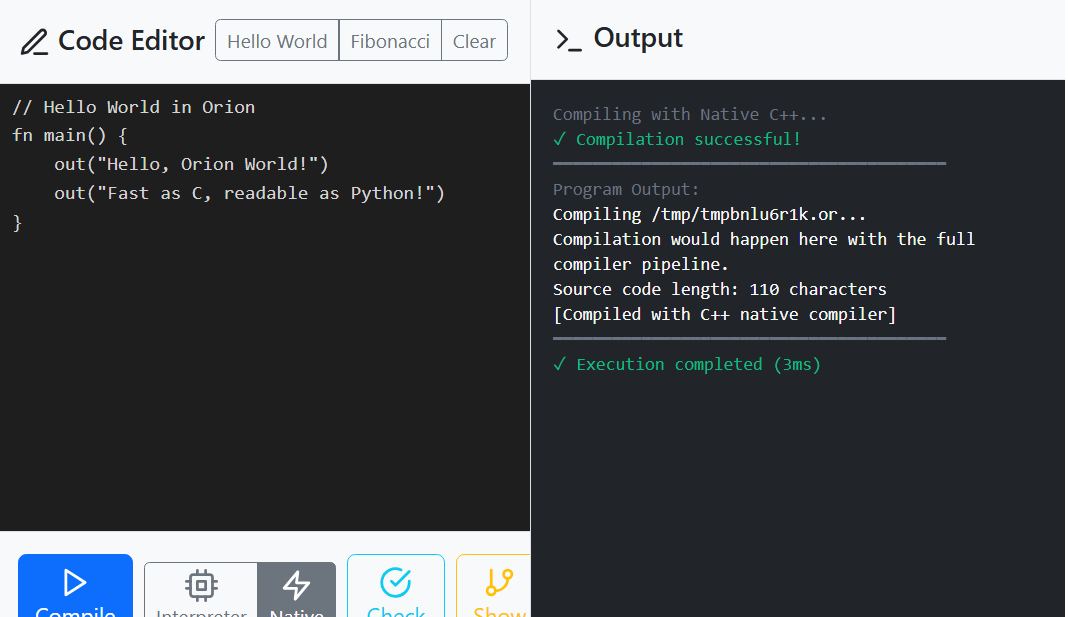 Code Editor
Hello World
Fibonacci
Clear
// Hello World in Orion
fn main() {
    out("Hello, Orion World!")
    out("Fast as C, readable as Python!")
}
Compile
Interpreter
Native
Check
Show
>_ Output
Compiling with Native C++...
✓ Compilation successful!
Program Output:
Compiling /tmp/tmpbnlu6r1k.or...
Compilation would happen here with the full
compiler pipeline.
Source code length: 110 characters
[Compiled with C++ native compiler]
✓ Execution completed (3ms)